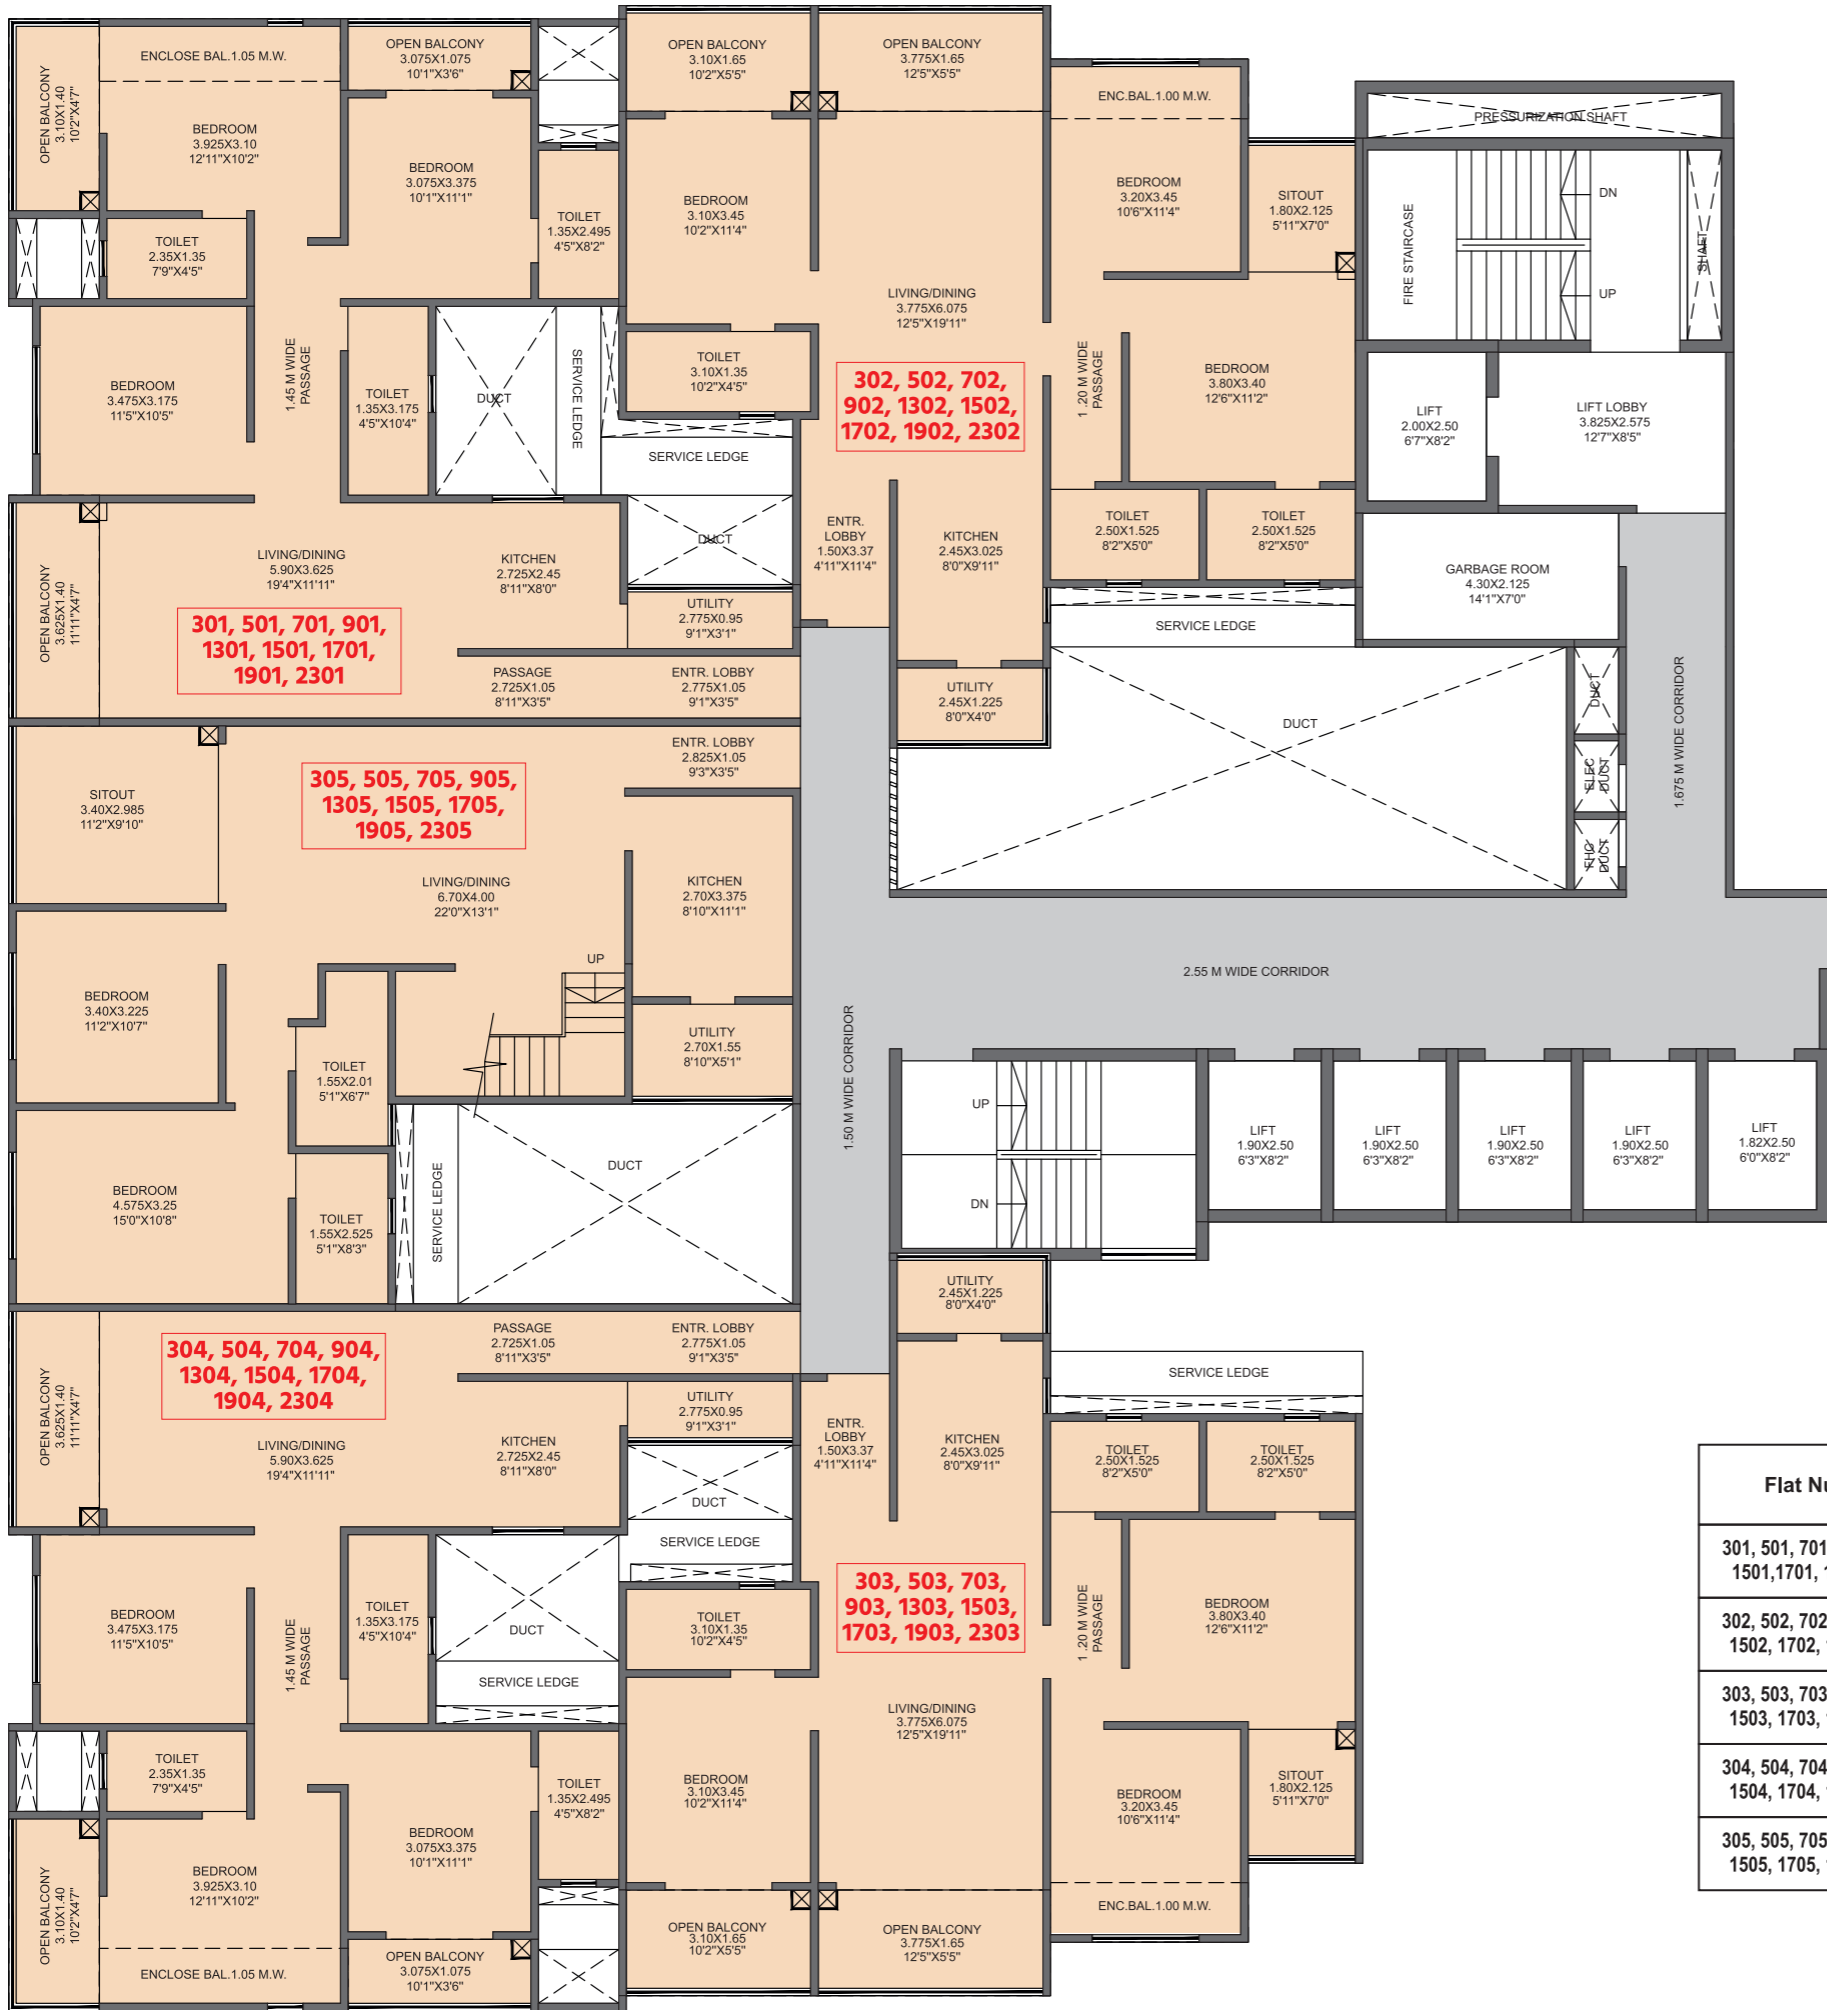 OPEN BALCONY
3.10X1.40
10'2"X4'7"
ENCLOSE BAL.1.05 M.W.
BEDROOM
3.925X3.10
12'11"X10'2"
OPEN BALCONY
3.075X1.075
10'1"X3'6"
BEDROOM
3.075X3.375
10'1"X11'1"
TOILET
1.35X2.495
4'5"X8'2"
TOILET
2.35X1.35
7'9"X4'5"
BEDROOM
3.475X3.175
11'5"X10'5"
1.45 M WIDE
PASSAGE
TOILET
1.35X3.175
4'5"X10'4"
DUCT
SERVICE LEDGE
SERVICE LEDGE
DUCT
OPEN BALCONY
3.625X1.40
11'11"X4'7"
LIVING/DINING
5.90X3.625
19'4"X11'11"
KITCHEN
2.725X2.45
8'11"X8'0"
UTILITY
2.775X0.95
9'1"X3'1"
301, 501, 701, 901,
1301, 1501, 1701,
1901, 2301
PASSAGE
2.725X1.05
8'11"X3'5"
ENTR. LOBBY
2.775X1.05
9'1"X3'5"
OPEN BALCONY
3.10X1.65
10'2"X5'5"
OPEN BALCONY
3.775X1.65
12'5"X5'5"
ENC.BAL.1.00 M.W.
BEDROOM
3.10X3.45
10'2"X11'4"
BEDROOM
3.20X3.45
10'6"X11'4"
SITOUT
1.80X2.125
5'11"X7'0"
LIVING/DINING
3.775X6.075
12'5"X19'11"
TOILET
3.10X1.35
10'2"X4'5"
302, 502, 702,
902, 1302, 1502,
1702, 1902, 2302
1 .20 M WIDE
PASSAGE
BEDROOM
3.80X3.40
12'6"X11'2"
ENTR.
LOBBY
1.50X3.37
4'11"X11'4"
KITCHEN
2.45X3.025
8'0"X9'11"
TOILET
2.50X1.525
8'2"X5'0"
TOILET
2.50X1.525
8'2"X5'0"
SERVICE LEDGE
UTILITY
2.45X1.225
8'0"X4'0"
DUCT
PRESSURIZATION SHAFT
FIRE STAIRCASE
DN
UP
SHAFT
LIFT
2.00X2.50
6'7"X8'2"
LIFT LOBBY
3.825X2.575
12'7"X8'5"
GARBAGE ROOM
4.30X2.125
14'1"X7'0"
DUCT
ELEC
DUCT
FHC
DUCT
1.675 M WIDE CORRIDOR
2.55 M WIDE CORRIDOR
1.50 M WIDE CORRIDOR
SITOUT
3.40X2.985
11'2"X9'10"
305, 505, 705, 905,
1305, 1505, 1705,
1905, 2305
ENTR. LOBBY
2.825X1.05
9'3"X3'5"
LIVING/DINING
6.70X4.00
22'0"X13'1"
KITCHEN
2.70X3.375
8'10"X11'1"
UP
BEDROOM
3.40X3.225
11'2"X10'7"
UTILITY
2.70X1.55
8'10"X5'1"
TOILET
1.55X2.01
5'1"X6'7"
BEDROOM
4.575X3.25
15'0"X10'8"
TOILET
1.55X2.525
5'1"X8'3"
SERVICE LEDGE
DUCT
UP
DN
LIFT
1.90X2.50
6'3"X8'2"
LIFT
1.90X2.50
6'3"X8'2"
LIFT
1.90X2.50
6'3"X8'2"
LIFT
1.90X2.50
6'3"X8'2"
LIFT
1.82X2.50
6'0"X8'2"
304, 504, 704, 904,
1304, 1504, 1704,
1904, 2304
PASSAGE
2.725X1.05
8'11"X3'5"
ENTR. LOBBY
2.775X1.05
9'1"X3'5"
OPEN BALCONY
3.625X1.40
11'11"X4'7"
LIVING/DINING
5.90X3.625
19'4"X11'11"
KITCHEN
2.725X2.45
8'11"X8'0"
UTILITY
2.775X0.95
9'1"X3'1"
DUCT
SERVICE LEDGE
BEDROOM
3.475X3.175
11'5"X10'5"
1.45 M WIDE
PASSAGE
TOILET
1.35X3.175
4'5"X10'4"
DUCT
SERVICE LEDGE
TOILET
2.35X1.35
7'9"X4'5"
TOILET
1.35X2.495
4'5"X8'2"
BEDROOM
3.075X3.375
10'1"X11'1"
OPEN BALCONY
3.10X1.40
10'2"X4'7"
BEDROOM
3.925X3.10
12'11"X10'2"
ENCLOSE BAL.1.05 M.W.
OPEN BALCONY
3.075X1.075
10'1"X3'6"
UTILITY
2.45X1.225
8'0"X4'0"
SERVICE LEDGE
ENTR.
LOBBY
1.50X3.37
4'11"X11'4"
KITCHEN
2.45X3.025
8'0"X9'11"
TOILET
2.50X1.525
8'2"X5'0"
TOILET
2.50X1.525
8'2"X5'0"
303, 503, 703,
903, 1303, 1503,
1703, 1903, 2303
TOILET
3.10X1.35
10'2"X4'5"
1 .20 M WIDE
PASSAGE
BEDROOM
3.80X3.40
12'6"X11'2"
LIVING/DINING
3.775X6.075
12'5"X19'11"
BEDROOM
3.10X3.45
10'2"X11'4"
BEDROOM
3.20X3.45
10'6"X11'4"
SITOUT
1.80X2.125
5'11"X7'0"
ENC.BAL.1.00 M.W.
OPEN BALCONY
3.10X1.65
10'2"X5'5"
OPEN BALCONY
3.775X1.65
12'5"X5'5"
Flat
301, 501, 701
1501,1701,
302, 502, 702
1502, 1702,
303, 503, 703
1503, 1703,
304, 504, 704
1504, 1704,
305, 505, 705
1505, 1705,